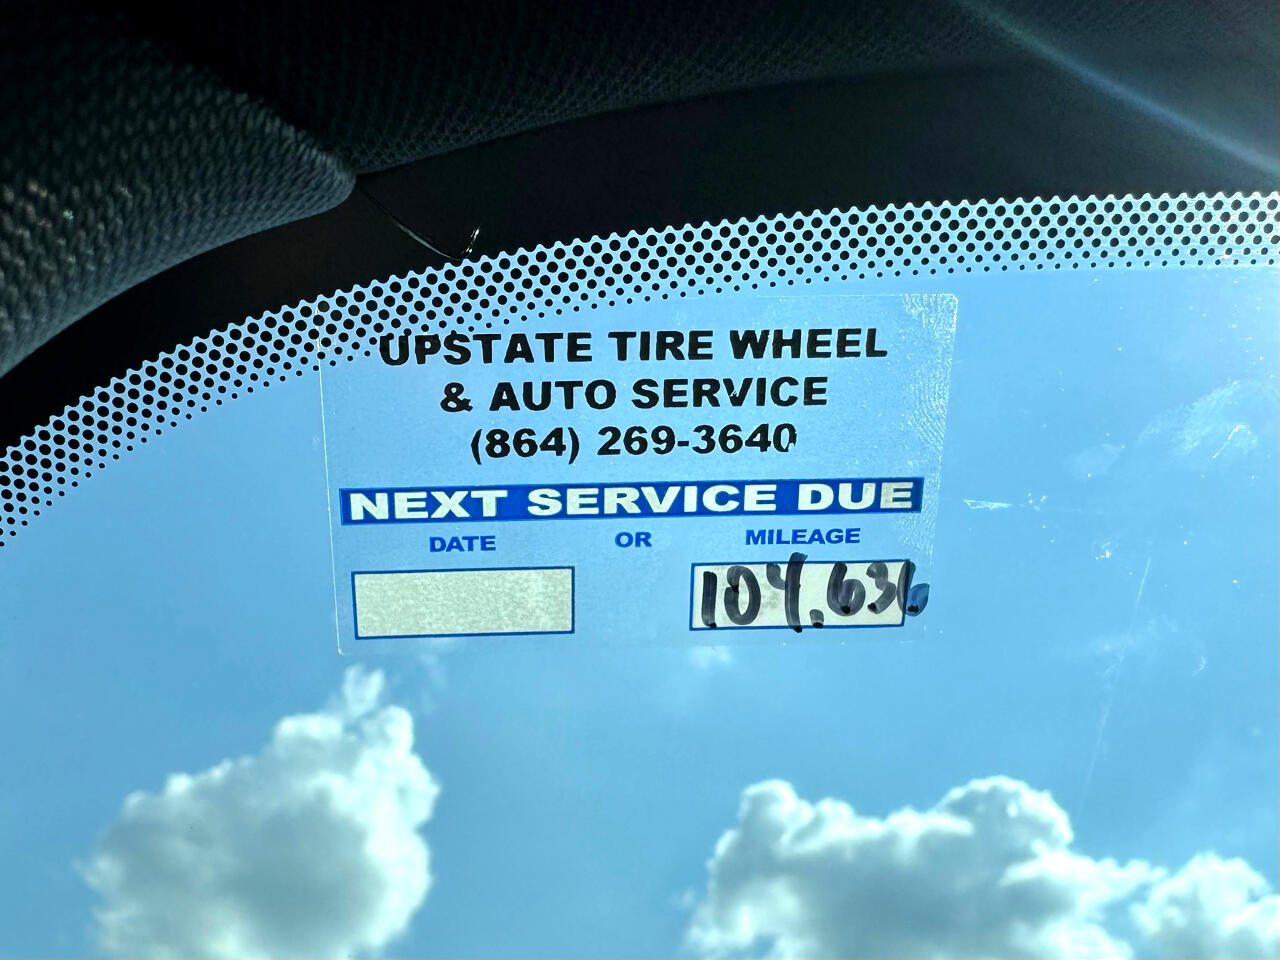 UPSTATE TIRE WHEEL
& AUTO SERVICE
(864) 269-3640
NEXT SERVICE DUE
DATE OR MILEAGE
104,636